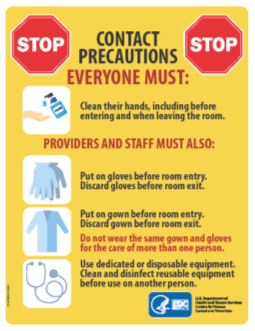 STOP
CONTACT
PRECAUTIONS
STOP
EVERYONE MUST:
Clean their hands, including before
entering and when leaving the room.
PROVIDERS AND STAFF MUST ALSO:
Put on gloves before room entry.
Discard gloves before room exit.
Put on gown before room entry.
Discard gown before room exit.
Do not wear the same gown and gloves
for the care of more than one person.
Use dedicated or disposable equipment.
Clean and disinfect reusable equipment
before use on another person.
CDC
U.S. Department of
Health and Human Services
Centers for Disease
Control and Prevention